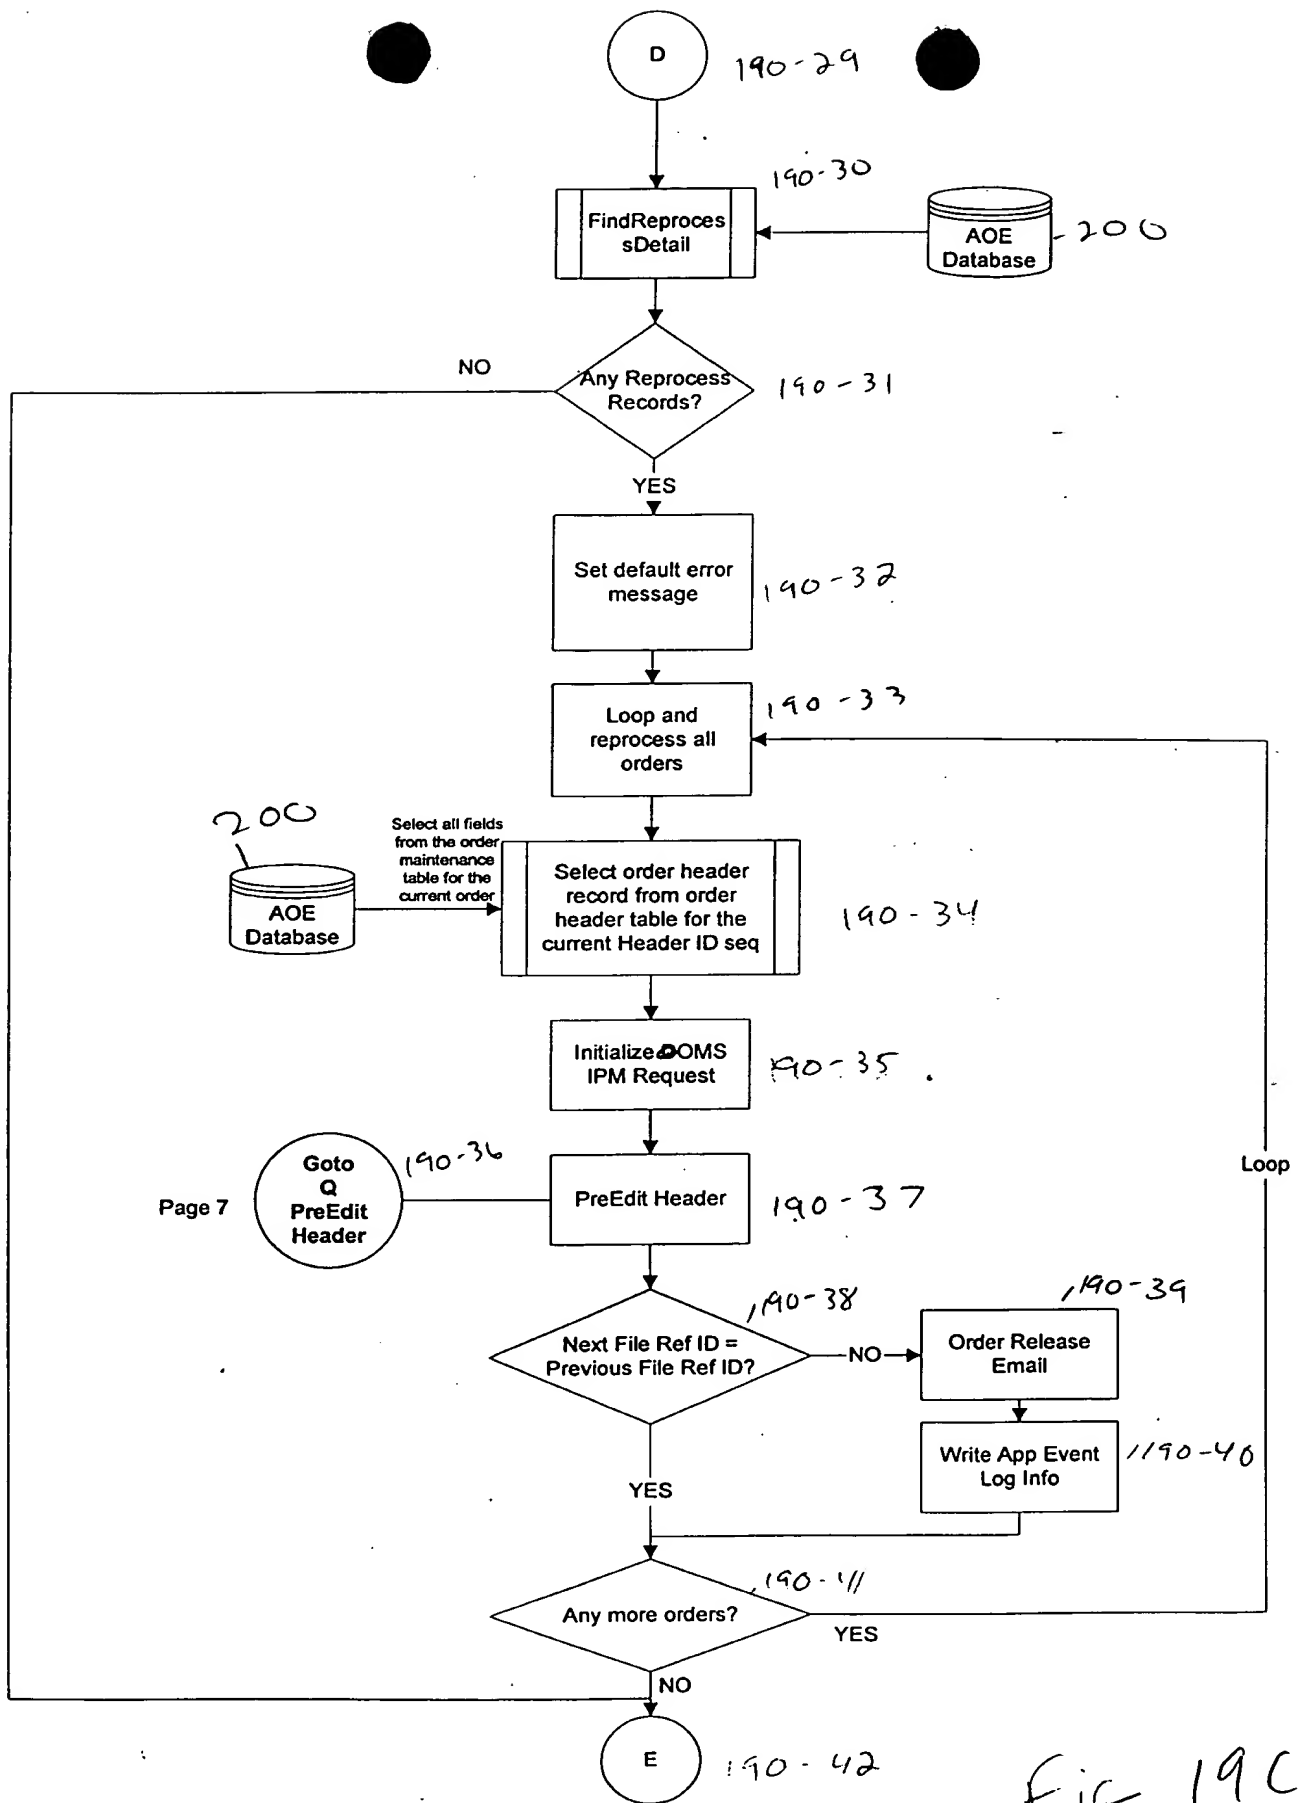 D
190-29
190-30
FindReproces
sDetail
AOE
Database
200
NO
Any Reprocess
Records?
190-31
YES
Set default error
message
190-32
Loop and
reprocess all
orders
190-33
200
Select all fields
from the order
maintenance
table for the
current order
AOE
Database
Select order header
record from order
header table for the
current Header ID seq
190-34
Initialize DOMS
IPM Request
190-35
Loop
Page 7
Goto
Q
PreEdit
Header
190-36
PreEdit Header
190-37
Next File Ref ID =
Previous File Ref ID?
190-38
NO
190-39
Order Release
Email
Write App Event
Log Info
190-40
YES
190-41
Any more orders?
YES
NO
E
190-42
Fig 19C